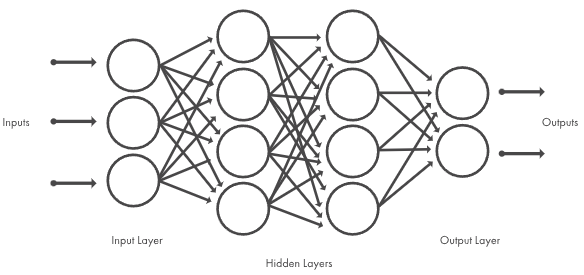 Inputs
Outputs
Input Layer
Output Layer
Hidden Layers